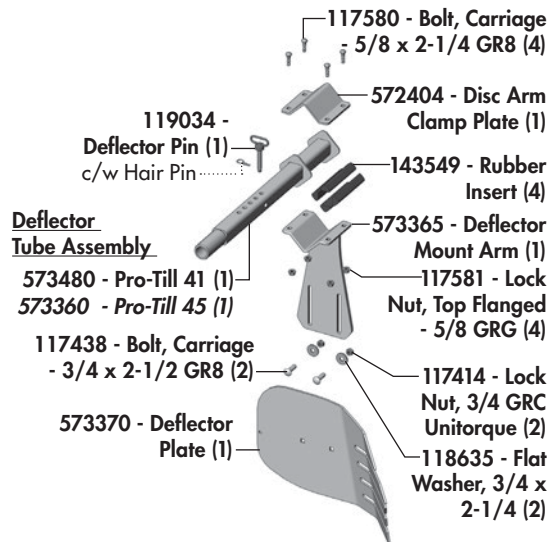 117580 - Bolt, Carriage
- 5/8 x 2-1/4 GR8 (4)
572404 - Disc Arm
Clamp Plate (1)
119034 -
Deflector Pin (1)
c/w Hair Pin
143549 - Rubber
Insert (4)
Deflector
Tube Assembly
573480 - Pro-Till 41 (1)
573360 - Pro-Till 45 (1)
573365 - Deflector
Mount Arm (1)
117581 - Lock
Nut, Top Flanged
- 5/8 GRG (4)
117438 - Bolt, Carriage
- 3/4 x 2-1/2 GR8 (2)
117414 - Lock
Nut, 3/4 GRC
Unitorque (2)
573370 - Deflector
Plate (1)
118635 - Flat
Washer, 3/4 x
2-1/4 (2)